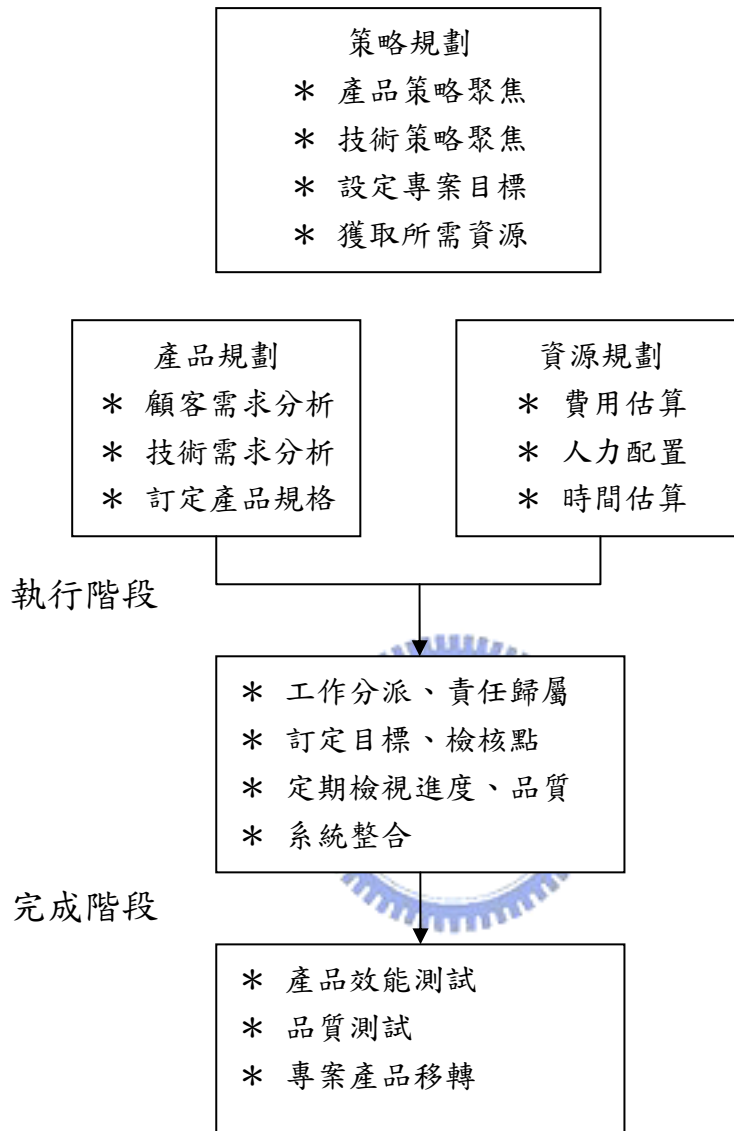 策略規劃
＊ 產品策略聚焦
＊ 技術策略聚焦
＊ 設定專案目標
＊ 獲取所需資源
產品規劃
＊ 顧客需求分析
＊ 技術需求分析
＊ 訂定產品規格
資源規劃
＊ 費用估算
＊ 人力配置
＊ 時間估算
執行階段
＊ 工作分派、責任歸屬
＊ 訂定目標、檢核點
＊ 定期檢視進度、品質
＊ 系統整合
完成階段
＊ 產品效能測試
＊ 品質測試
＊ 專案產品移轉